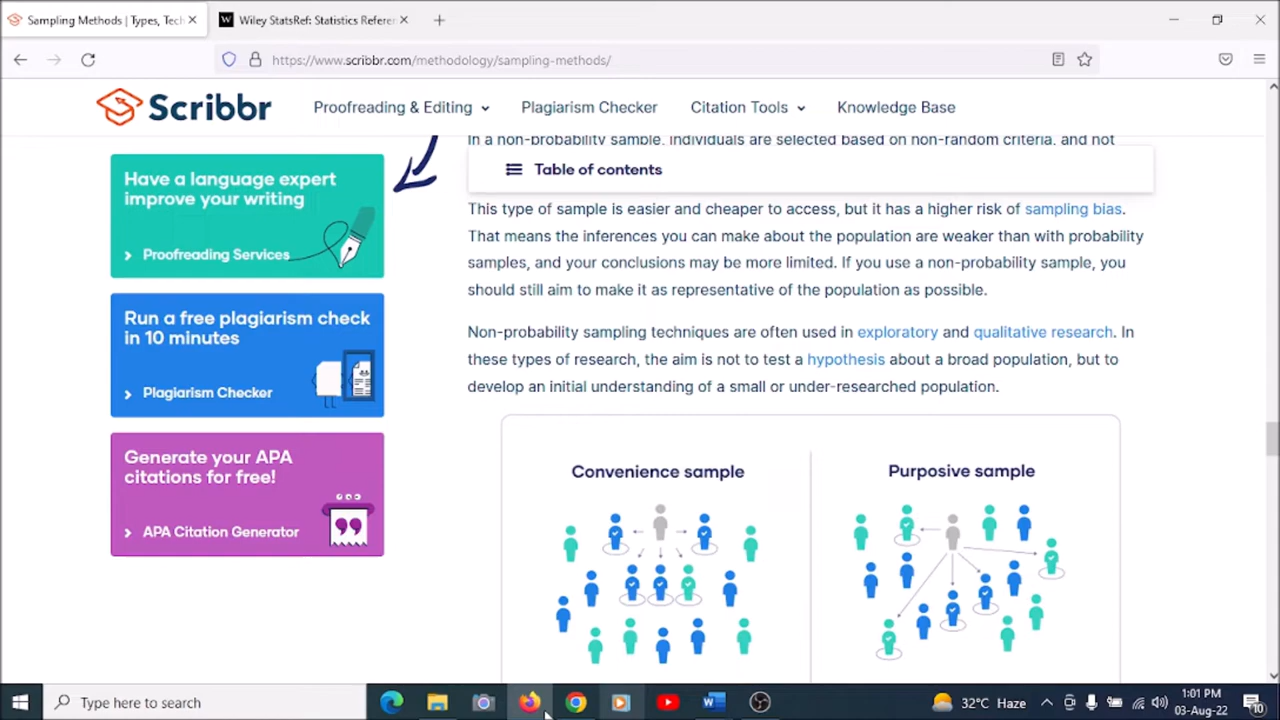 Sampling Methods | Types, Tech
Wiley StatsRef: Statistics Referen
https://www.scribbr.com/methodology/sampling-methods/
Scribbr
Proofreading & Editing
Plagiarism Checker
Citation Tools
Knowledge Base
In a non-probability sample, individuals are selected based on non-random criteria, and not
Table of contents
This type of sample is easier and cheaper to access, but it has a higher risk of sampling bias.
That means the inferences you can make about the population are weaker than with probability
samples, and your conclusions may be more limited. If you use a non-probability sample, you
should still aim to make it as representative of the population as possible.
Non-probability sampling techniques are often used in exploratory and qualitative research. In
these types of research, the aim is not to test a hypothesis about a broad population, but to
develop an initial understanding of a small or under-researched population.
Convenience sample
Purposive sample
Have a language expert
improve your writing
Proofreading Services
Run a free plagiarism check
in 10 minutes
Plagiarism Checker
Generate your APA
citations for free!
APA Citation Generator
Type here to search
32°C Haze
1:01 PM
03-Aug-22
10